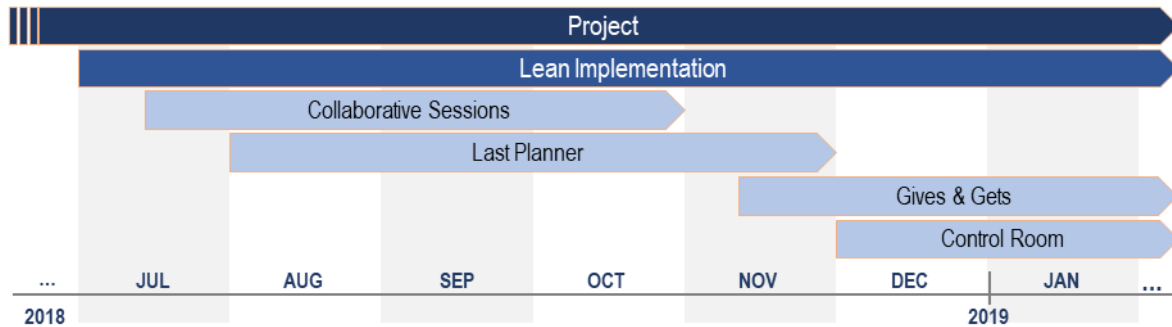 Project
Lean Implementation
Collaborative Sessions
Last Planner
Gives & Gets
Control Room
... JUL AUG SEP OCT NOV DEC JAN ...
2018 2019